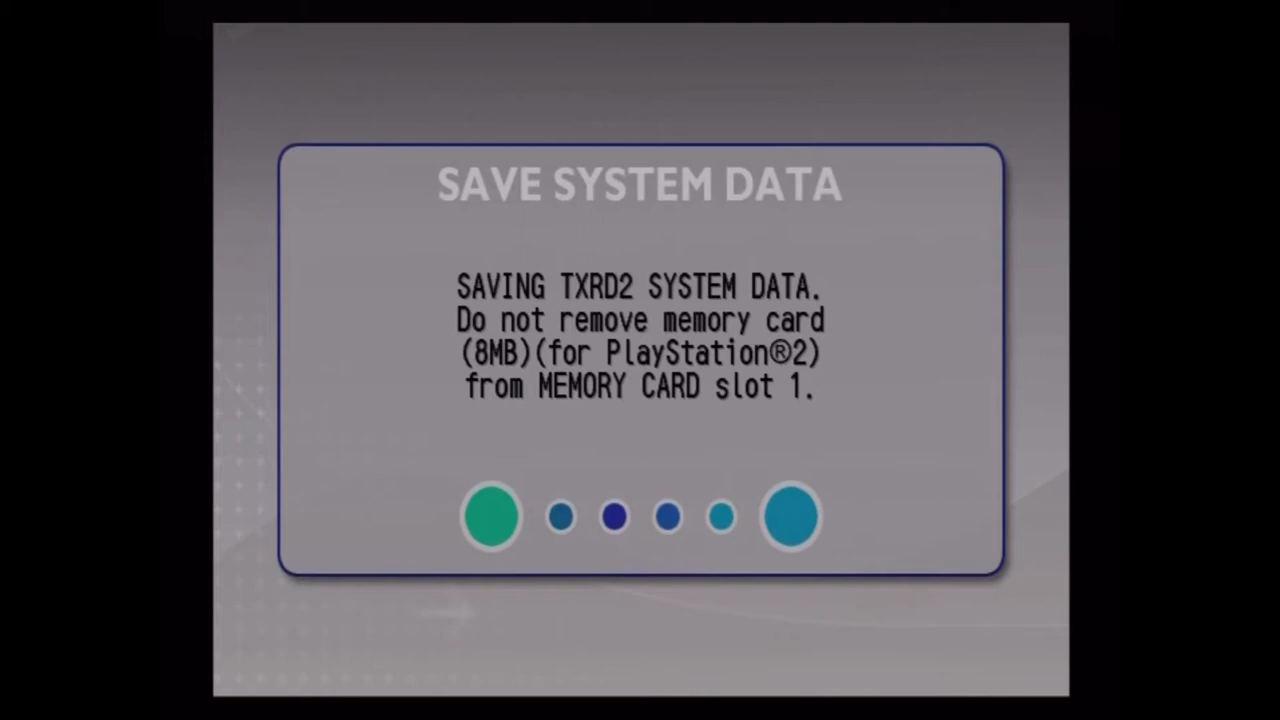 SAVE SYSTEM DATA
SAVING TXRD2 SYSTEM DATA.
Do not remove memory card
(8MB)(for PlayStation®2)
from MEMORY CARD slot 1.